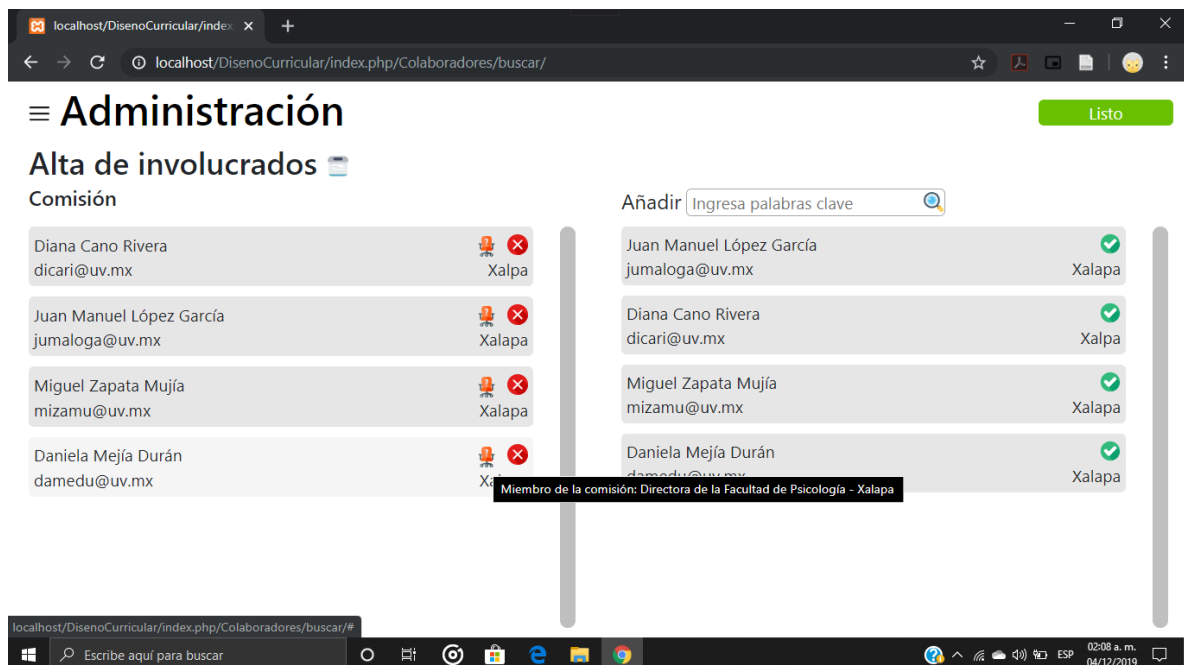 localhost/DisenoCurricular/index.
localhost/DisenoCurricular/index.php/Colaboradores/buscar/
Administración
Listo
Alta de involucrados
Comisión
Añadir Ingresa palabras clave
Diana Cano Rivera
dicari@uv.mx Xalpa
Juan Manuel López García
jumaloga@uv.mx Xalapa
Miguel Zapata Mujía
mizamu@uv.mx Xalapa
Daniela Mejía Durán
damedu@uv.mx
Juan Manuel López García
jumaloga@uv.mx Xalapa
Diana Cano Rivera
dicari@uv.mx Xalpa
Miguel Zapata Mujía
mizamu@uv.mx Xalapa
Daniela Mejía Durán
damedu@uv.mx Xalapa
Miembro de la comisión: Directora de la Facultad de Psicología - Xalapa
localhost/DisenoCurricular/index.php/Colaboradores/buscar/#
Escribe aquí para buscar
ESP
02:08 a. m.
04/12/2019